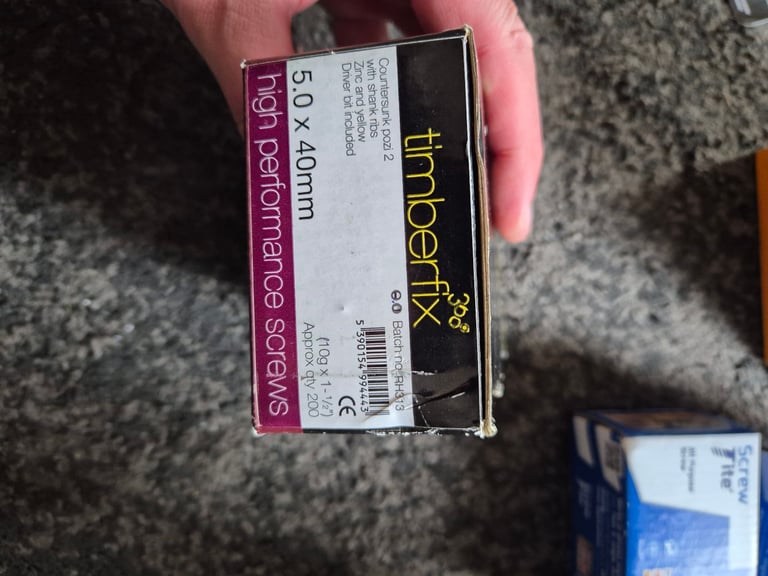 timberfix
360
Countersunk pozi 2
with shank ribs
Zinc and yellow
Driver bit included
Batch no. RH313
5.0 x 40mm
5 390154 994443
CE
(10g x 1-½")
Approx qty 200
high performance screws
Screw
Tite